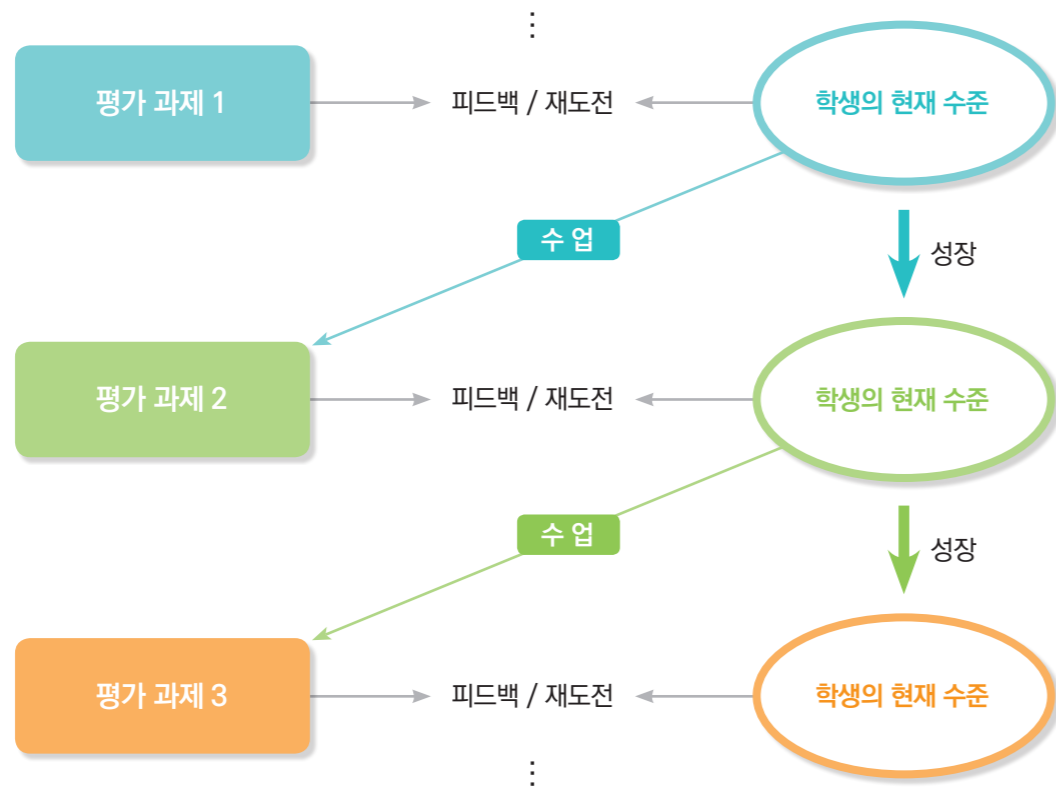 ⋮
평가 과제 1
피드백 / 재도전
학생의 현재 수준
수 업
성장
평가 과제 2
피드백 / 재도전
학생의 현재 수준
수 업
성장
평가 과제 3
피드백 / 재도전
학생의 현재 수준
⋮